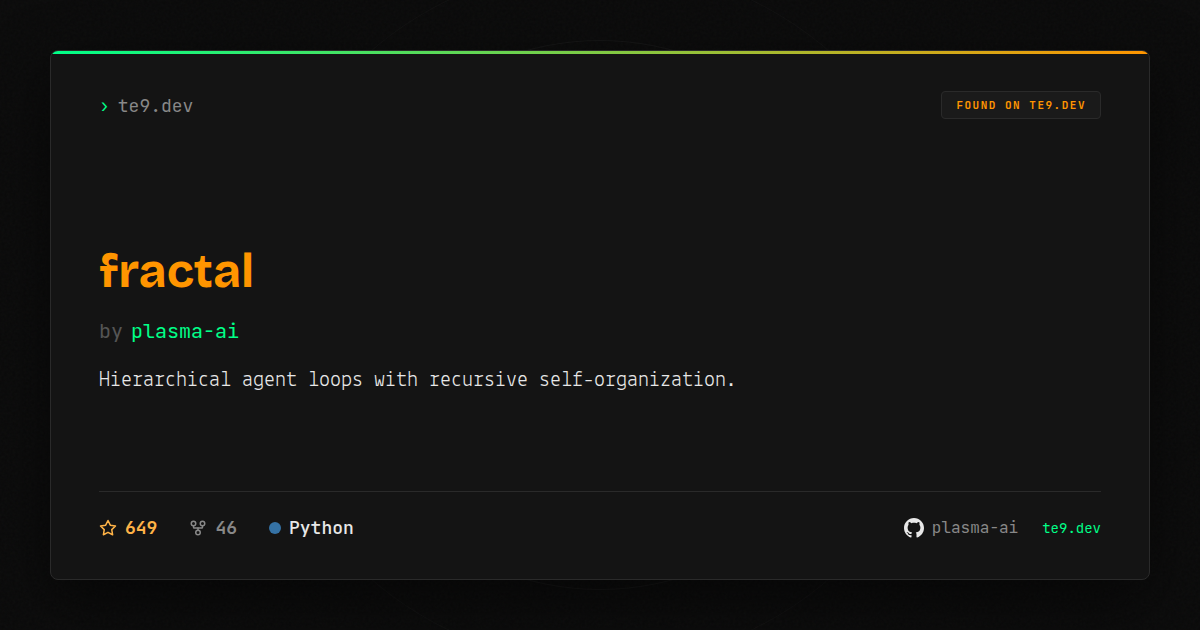 › te9.dev
FOUND ON TE9.DEV
fractal
by plasma-ai
Hierarchical agent loops with recursive self-organization.
649 46 Python
plasma-ai te9.dev